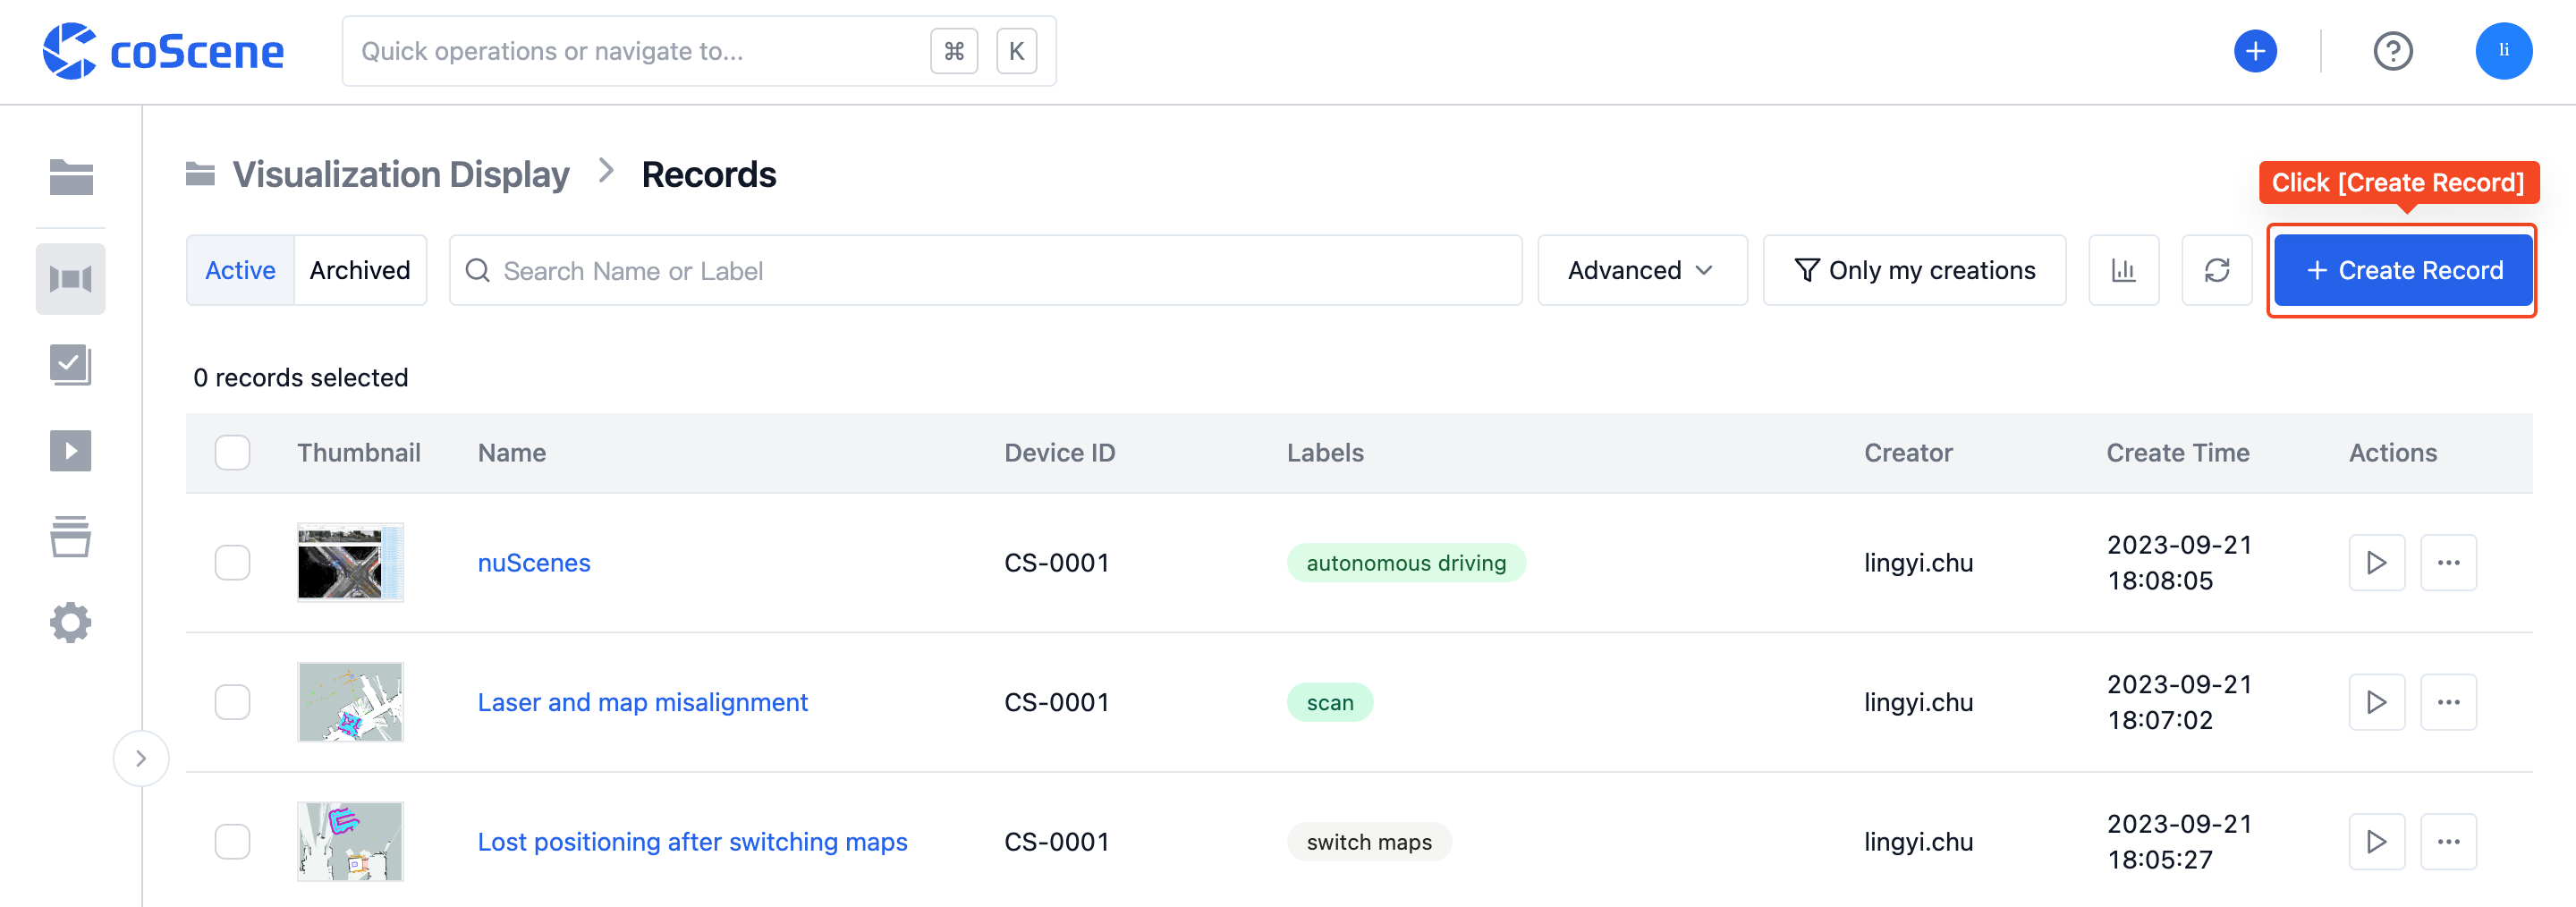 coScene
Quick operations or navigate to...
⌘ K
li
Visualization Display > Records
Click [Create Record]
Active
Archived
Search Name or Label
Advanced
Only my creations
+ Create Record
0 records selected
Thumbnail Name Device ID Labels Creator Create Time Actions
nuScenes CS-0001 autonomous driving lingyi.chu 2023-09-21
18:08:05
Laser and map misalignment CS-0001 scan lingyi.chu 2023-09-21
18:07:02
Lost positioning after switching maps CS-0001 switch maps lingyi.chu 2023-09-21
18:05:27